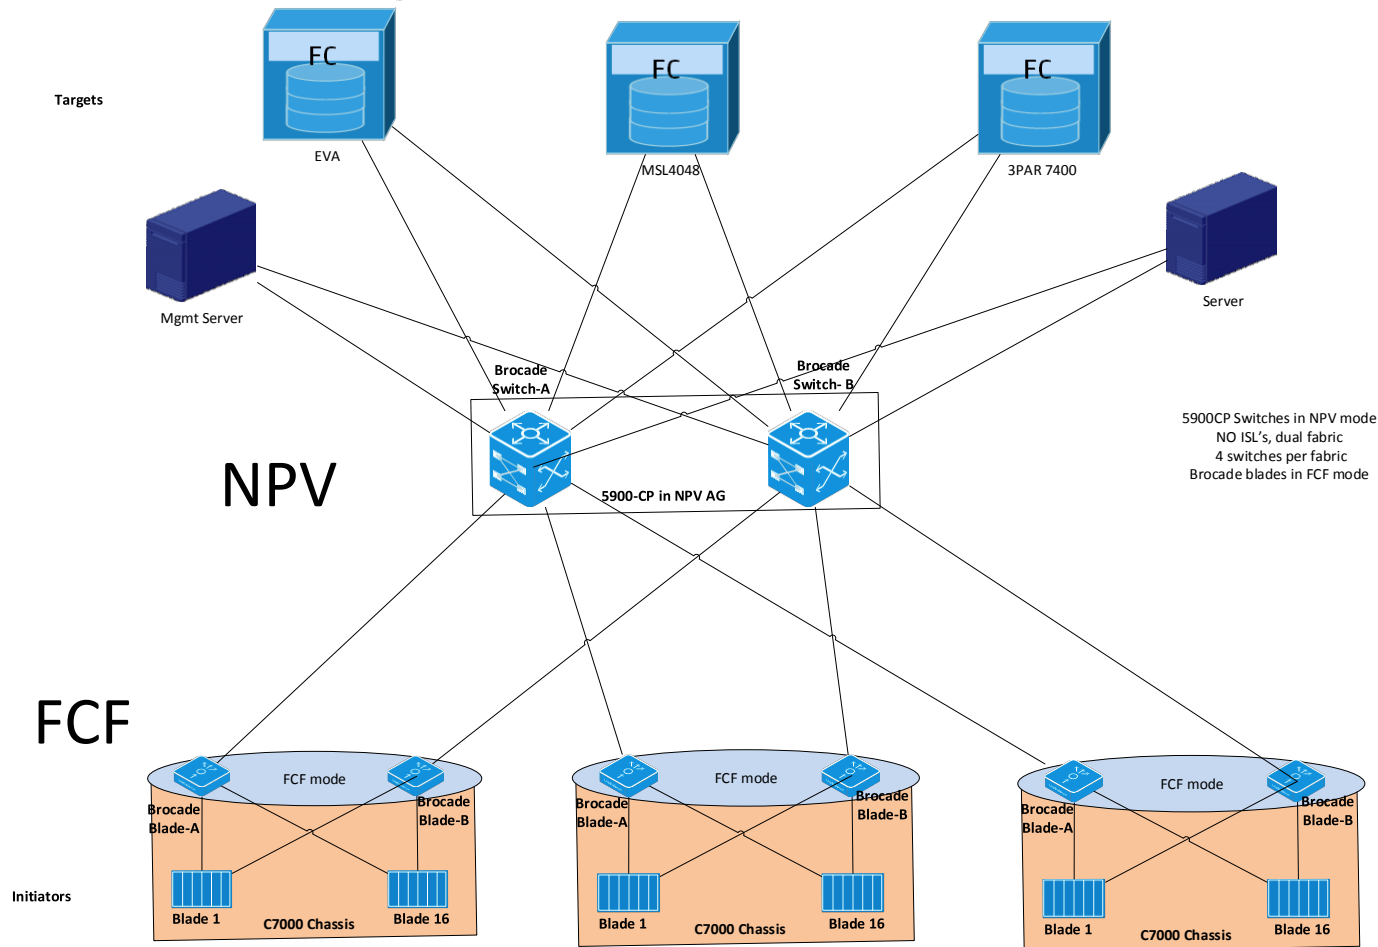 FC
FC
FC
Targets
EVA
MSL4048
3PAR 7400
Mgmt Server
Server
Brocade
Switch-A
Brocade
Switch- B
5900CP Switches in NPV mode
NO ISL's, dual fabric
4 switches per fabric
Brocade blades in FCF mode
NPV
5900-CP in NPV AG
FCF
FCF mode
FCF mode
FCF mode
Brocade
Blade-A
Brocade
Blade-B
Brocade
Blade-A
Brocade
Blade-B
Brocade
Blade-A
Brocade
Blade-B
Initiators
Blade 1
Blade 16
C7000 Chassis
Blade 1
Blade 16
C7000 Chassis
Blade 1
Blade 16
C7000 Chassis